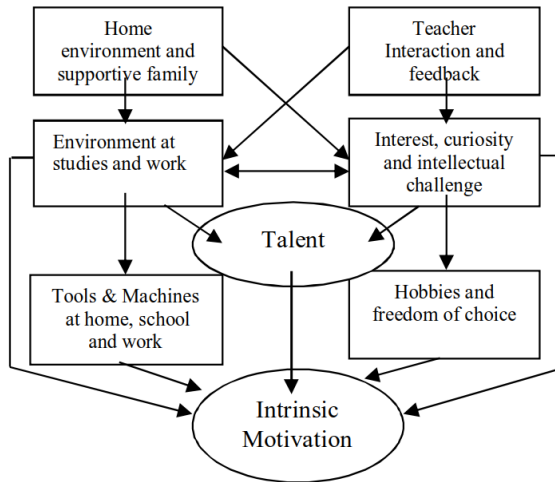 Home
environment and
supportive family
Teacher
Interaction and
feedback
Environment at
studies and work
Interest, curiosity
and intellectual
challenge
Talent
Tools & Machines
at home, school
and work
Hobbies and
freedom of choice
Intrinsic
Motivation